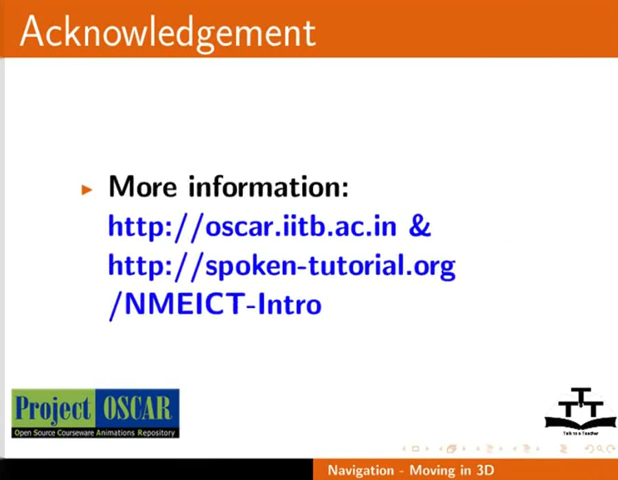 Acknowledgement
More information:
http://oscar.iitb.ac.in &
http://spoken-tutorial.org
/NMEICT-Intro
Project OSCAR
Open Source Courseware Animations Repository
TTT
Talk to a Teacher
Navigation - Moving in 3D